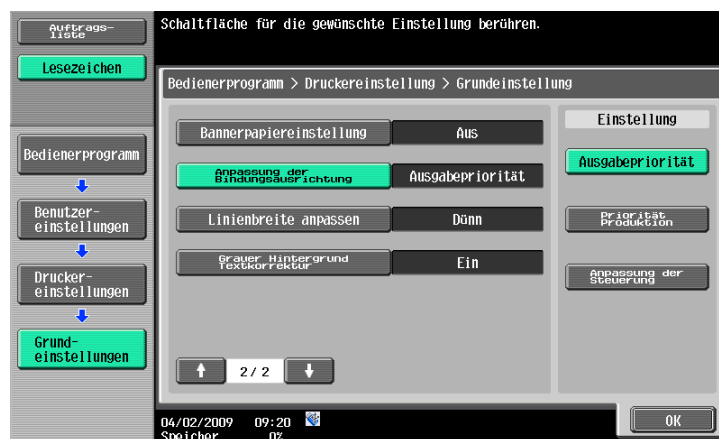 Auftrags-
liste
Lesezeichen
Schaltfläche für die gewünschte Einstellung berühren.
Bedienerprogramm > Druckereinstellung > Grundeinstellung
Bedienerprogramm
Benutzer-
einstellungen
Drucker-
einstellungen
Grund-
einstellungen
Bannerpapiereinstellung Aus
Anpassung der
Bindungsausrichtung
Ausgabepriorität
Linienbreite anpassen Dünn
Grauer Hintergrund
Textkorrektur
Ein
2/ 2
Einstellung
Ausgabepriorität
Priorität
Produktion
Anpassung der
Steuerung
04/02/2009 09:20
Speicher 0%
OK